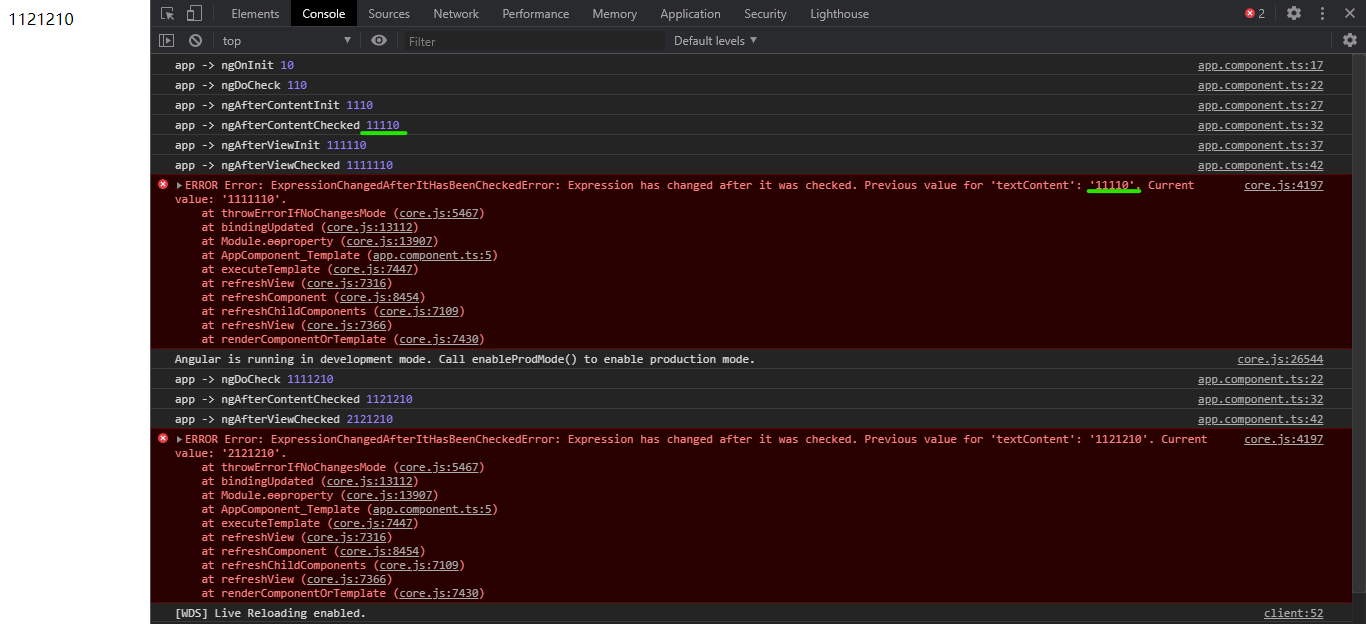 1121210
Elements Console Sources Network Performance Memory Application Security Lighthouse 2
top Filter Default levels
app -> ngOnInit 10 app.component.ts:17
app -> ngDoCheck 110 app.component.ts:22
app -> ngAfterContentInit 1110 app.component.ts:27
app -> ngAfterContentChecked 11110 app.component.ts:32
app -> ngAfterViewInit 111110 app.component.ts:37
app -> ngAfterViewChecked 1111110 app.component.ts:42
ERROR Error: ExpressionChangedAfterItHasBeenCheckedError: Expression has changed after it was checked. Previous value for 'textContent': '11110'. Current core.js:4197
value: '1111110'.
at throwErrorIfNoChangesMode (core.js:5467)
at bindingUpdated (core.js:13112)
at Module.ɵɵproperty (core.js:13907)
at AppComponent_Template (app.component.ts:5)
at executeTemplate (core.js:7447)
at refreshView (core.js:7316)
at refreshComponent (core.js:8454)
at refreshChildComponents (core.js:7109)
at refreshView (core.js:7366)
at renderComponentOrTemplate (core.js:7430)
Angular is running in development mode. Call enableProdMode() to enable production mode. core.js:26544
app -> ngDoCheck 1111210 app.component.ts:22
app -> ngAfterContentChecked 1121210 app.component.ts:32
app -> ngAfterViewChecked 2121210 app.component.ts:42
ERROR Error: ExpressionChangedAfterItHasBeenCheckedError: Expression has changed after it was checked. Previous value for 'textContent': '1121210'. Current core.js:4197
value: '2121210'.
at throwErrorIfNoChangesMode (core.js:5467)
at bindingUpdated (core.js:13112)
at Module.ɵɵproperty (core.js:13907)
at AppComponent_Template (app.component.ts:5)
at executeTemplate (core.js:7447)
at refreshView (core.js:7316)
at refreshComponent (core.js:8454)
at refreshChildComponents (core.js:7109)
at refreshView (core.js:7366)
at renderComponentOrTemplate (core.js:7430)
[WDS] Live Reloading enabled. client:52